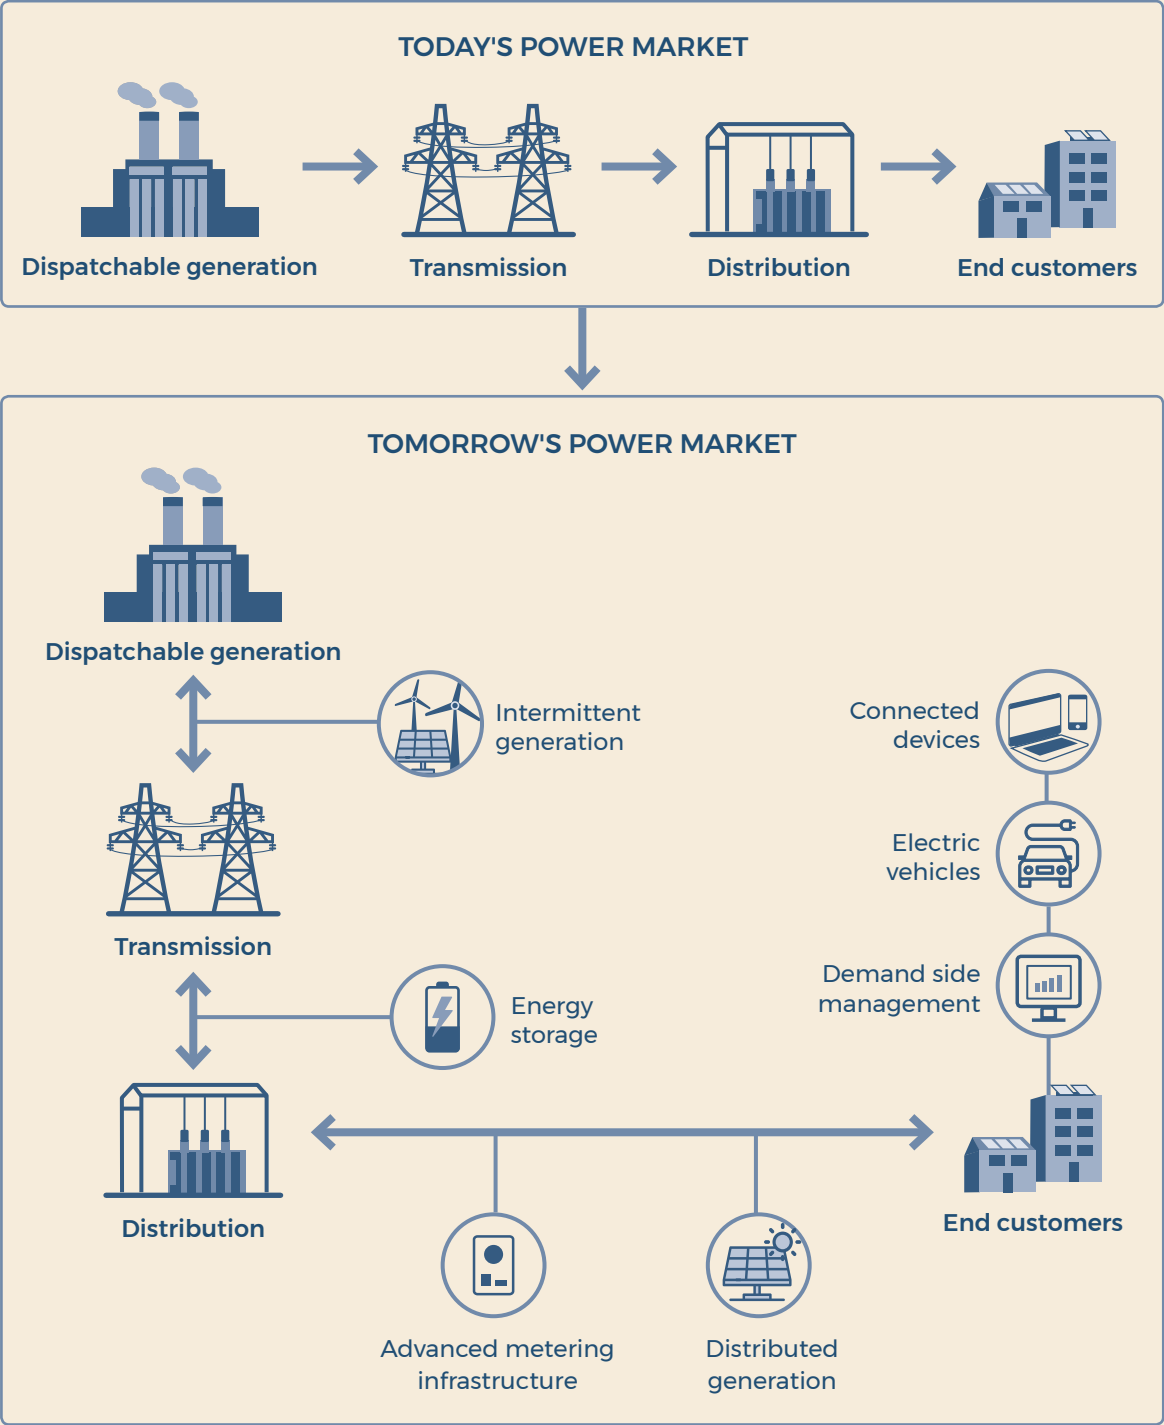 TODAY'S POWER MARKET
Dispatchable generation
Transmission
Distribution
End customers
TOMORROW'S POWER MARKET
Dispatchable generation
Intermittent
generation
Connected
devices
Electric
vehicles
Transmission
Demand side
management
Energy
storage
Distribution
End customers
Advanced metering
infrastructure
Distributed
generation